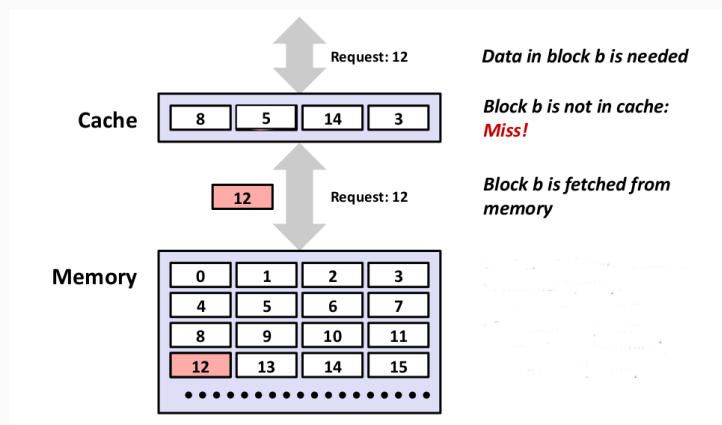 Request: 12
Data in block b is needed
Cache
8 5 14 3
Block b is not in cache:
Miss!
12
Request: 12
Block b is fetched from
memory
Memory
0 1 2 3
4 5 6 7
8 9 10 11
12 13 14 15